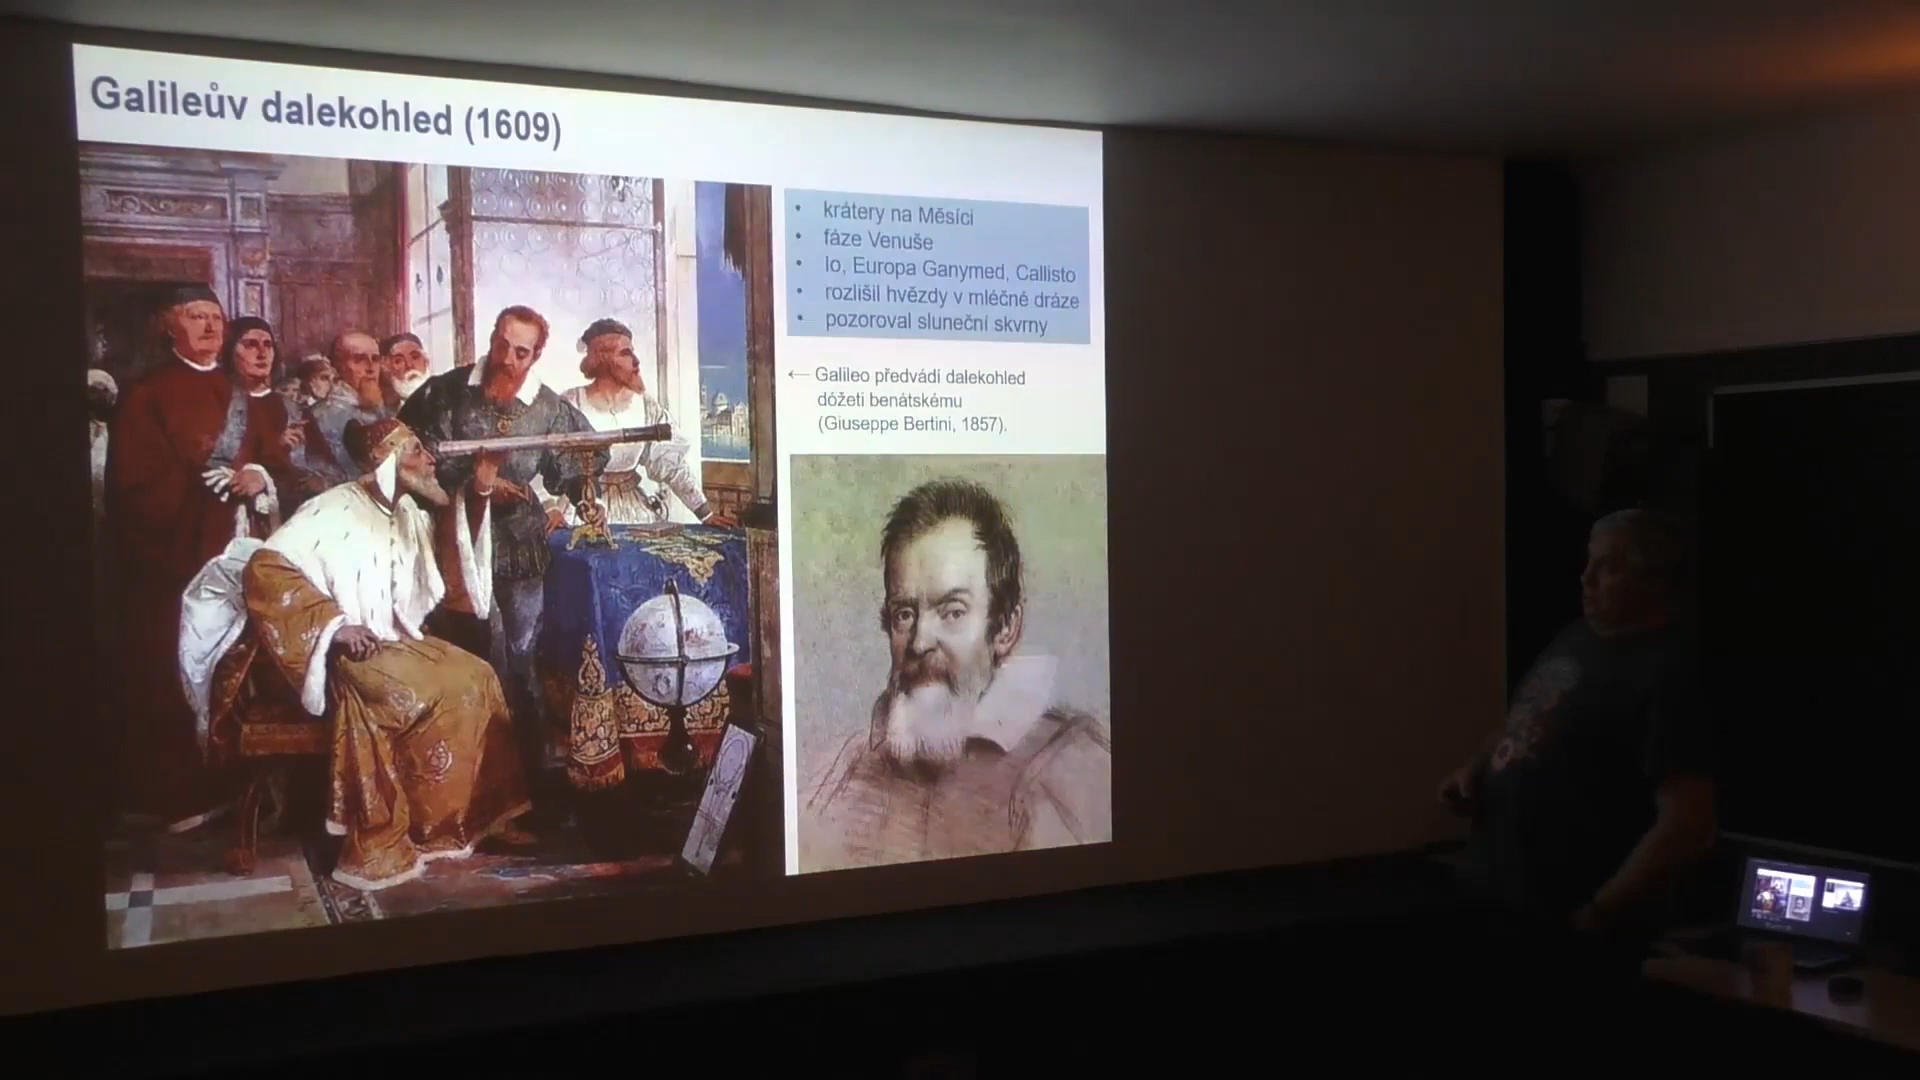 Galileův dalekohled (1609)
• krátery na Měsíci
• fáze Venuše
• Io, Europa Ganymed, Callisto
• rozlišil hvězdy v mléčné dráze
• pozoroval sluneční skvrny
← Galileo předvádí dalekohled
dóžeti benátskému
(Giuseppe Bertini, 1857).